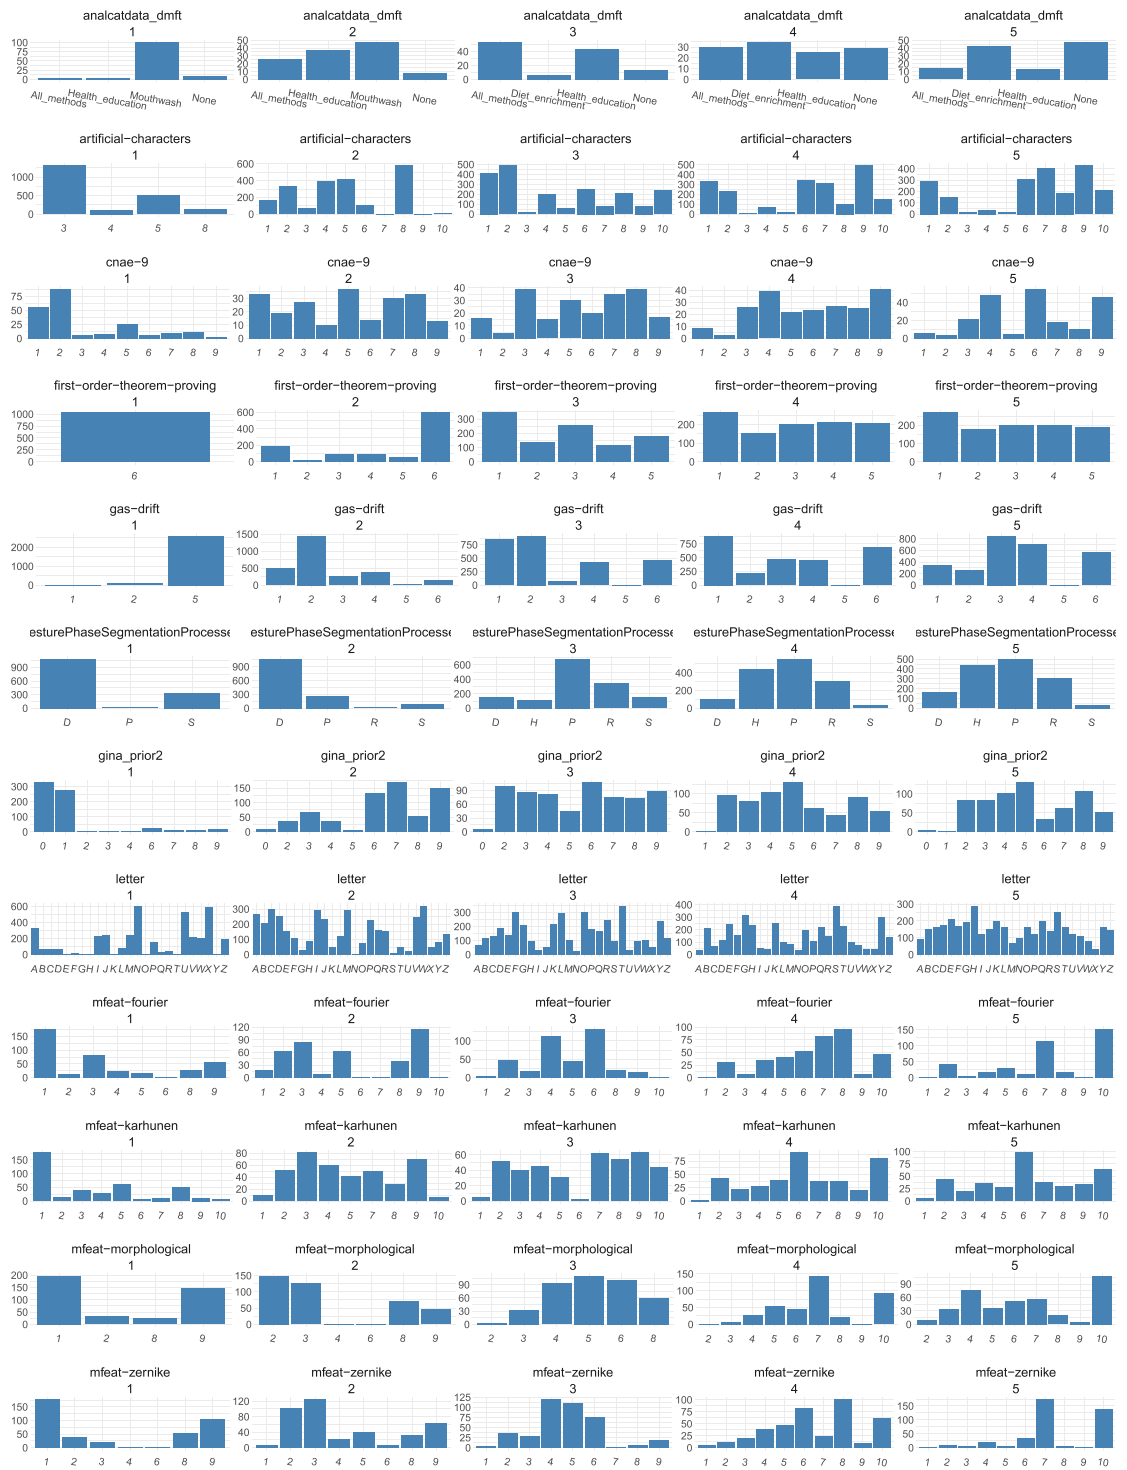 analcatdata_dmft analcatdata_dmft analcatdata_dmft analcatdata_dmft analcatdata_dmft
1 2 3 4 5
100 75 50 25 0 50 40 30 20 10 0 40 20 0 30 20 10 0 50 40 30 20 10 0
All_methods Health_education Mouthwash None All_methods Health_education Mouthwash None All_methods Diet_enrichment Health_education None All_methods Diet_enrichment Health_education None All_methods Diet_enrichment Health_education None
artificial−characters artificial−characters artificial−characters artificial−characters artificial−characters
1 2 3 4 5
1000 500 0 600 400 200 0 500 400 300 200 100 0 500 400 300 200 100 0 400 300 200 100 0
3 4 5 8 1 2 3 4 5 6 7 8 9 10 1 2 3 4 5 6 7 8 9 10 1 2 3 4 5 6 7 8 9 10 1 2 3 4 5 6 7 8 9 10
cnae−9 cnae−9 cnae−9 cnae−9 cnae−9
1 2 3 4 5
75 50 25 0 30 20 10 0 40 30 20 10 0 40 30 20 10 0 40 20 0
1 2 3 4 5 6 7 8 9 1 2 3 4 5 6 7 8 9 1 2 3 4 5 6 7 8 9 1 2 3 4 5 6 7 8 9 1 2 3 4 5 6 7 8 9
first−order−theorem−proving first−order−theorem−proving first−order−theorem−proving first−order−theorem−proving first−order−theorem−proving
1 2 3 4 5
1000 750 500 250 0 600 400 200 0 300 200 100 0 200 100 0 200 100 0
6 1 2 3 4 5 6 1 2 3 4 5 1 2 3 4 5 1 2 3 4 5
gas−drift gas−drift gas−drift gas−drift gas−drift
1 2 3 4 5
2000 1000 0 1500 1000 500 0 750 500 250 0 750 500 250 0 800 600 400 200 0
1 2 5 1 2 3 4 5 6 1 2 3 4 5 6 1 2 3 4 5 6 1 2 3 4 5 6
esturePhaseSegmentationProcesse esturePhaseSegmentationProcesse esturePhaseSegmentationProcesse esturePhaseSegmentationProcesse esturePhaseSegmentationProcesse
1 2 3 4 5
900 600 300 0 900 600 300 0 600 400 200 0 400 200 0 500 400 300 200 100 0
D P S D P R S D H P R S D H P R S D H P R S
gina_prior2 gina_prior2 gina_prior2 gina_prior2 gina_prior2
1 2 3 4 5
300 200 100 0 150 100 50 0 90 60 30 0 100 50 0 100 50 0
0 1 2 3 4 6 7 8 9 0 2 3 4 5 6 7 8 9 0 2 3 4 5 6 7 8 9 1 2 3 4 5 6 7 8 9 0 1 2 3 4 5 6 7 8 9
letter letter letter letter letter
1 2 3 4 5
600 400 200 0 300 200 100 0 300 200 100 0 400 300 200 100 0 300 200 100 0
ABCDEFGHIJKLMNOPQRTUVWXYZ ABCDEFGHIJKLMNOPQRSTUVWXYZ ABCDEFGHIJKLMNOPQRSTUVWXYZ ABCDEFGHIJKLMNOPQRSTUVWXYZ ABCDEFGHIJKLMNOPQRSTUVWXYZ
mfeat−fourier mfeat−fourier mfeat−fourier mfeat−fourier mfeat−fourier
1 2 3 4 5
150 100 50 0 120 90 60 30 0 100 50 0 100 75 50 25 0 150 100 50 0
1 2 3 4 5 6 8 9 1 2 3 4 5 6 7 8 9 10 1 2 3 4 5 6 8 9 10 1 2 3 4 5 6 7 8 9 10 1 2 3 4 5 6 7 8 9 10
mfeat−karhunen mfeat−karhunen mfeat−karhunen mfeat−karhunen mfeat−karhunen
1 2 3 4 5
150 100 50 0 80 60 40 20 0 60 40 20 0 75 50 25 0 100 75 50 25 0
1 2 3 4 5 6 7 8 9 10 1 2 3 4 5 7 8 9 10 1 2 3 4 5 6 7 8 9 10 1 2 3 4 5 6 7 8 9 10 1 2 3 4 5 6 7 8 9 10
mfeat−morphological mfeat−morphological mfeat−morphological mfeat−morphological mfeat−morphological
1 2 3 4 5
200 150 100 50 0 150 100 50 0 90 60 30 0 150 100 50 0 90 60 30 0
1 2 8 9 2 3 4 6 8 9 2 3 4 5 6 8 2 3 4 5 6 7 8 9 10 2 3 4 5 6 7 8 9 10
mfeat−zernike mfeat−zernike mfeat−zernike mfeat−zernike mfeat−zernike
1 2 3 4 5
150 100 50 0 120 80 40 0 125 100 75 50 25 0 100 75 50 25 0 150 100 50 0
1 2 3 4 6 8 9 1 2 3 4 5 6 8 9 1 2 3 4 5 6 7 8 9 1 2 3 4 5 6 7 8 9 10 1 2 3 4 5 6 7 8 9 10